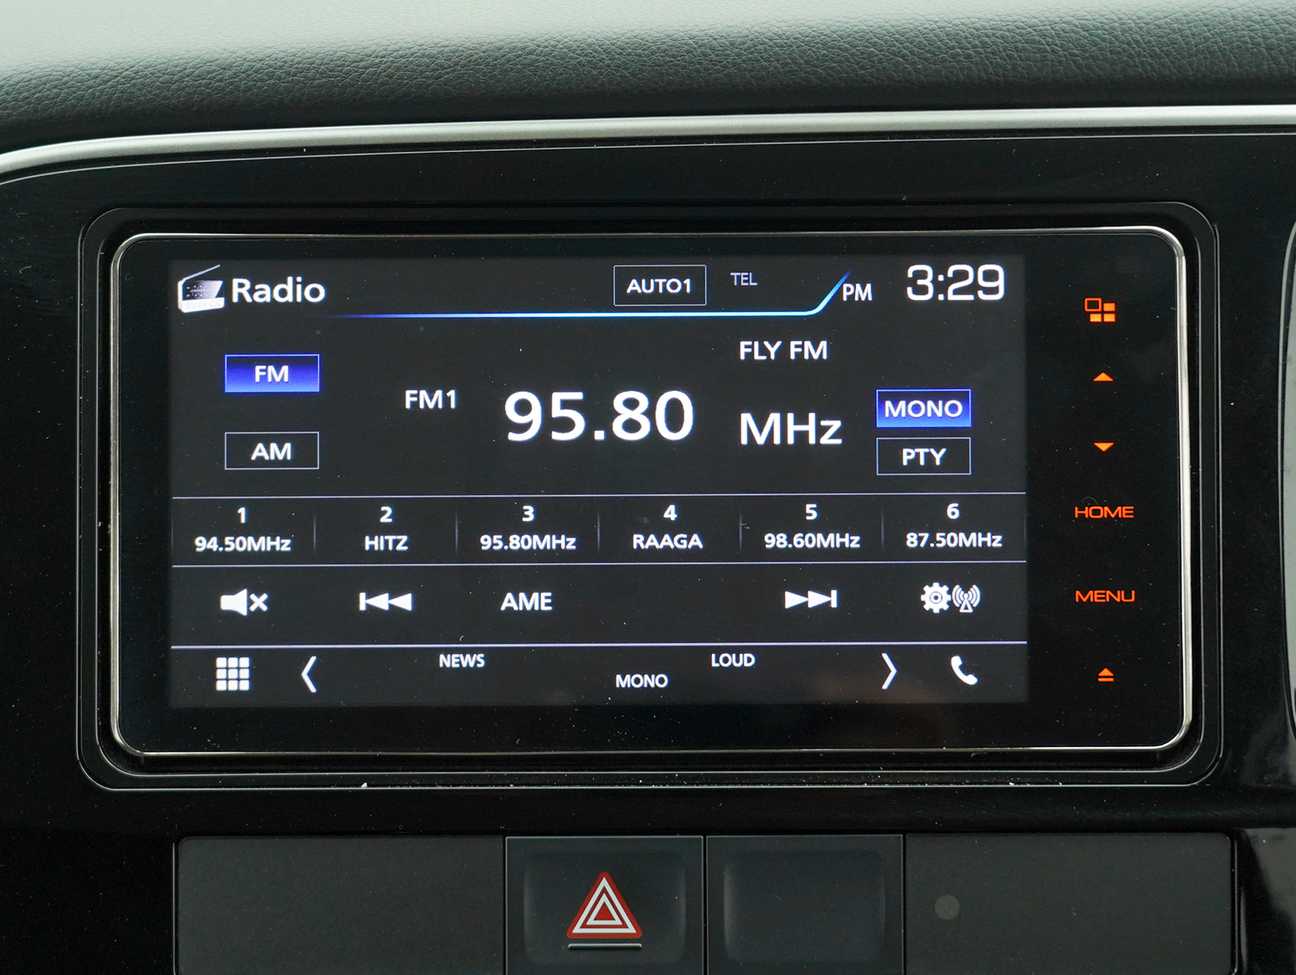 Radio
AUTO1
TEL
PM 3:29
FLY FM
FM
FM1
95.80 MHz
MONO
AM
PTY
1 2 3 4 5 6
94.50MHz HITZ 95.80MHz RAAGA 98.60MHz 87.50MHz
AME
NEWS LOUD
MONO
HOME
MENU